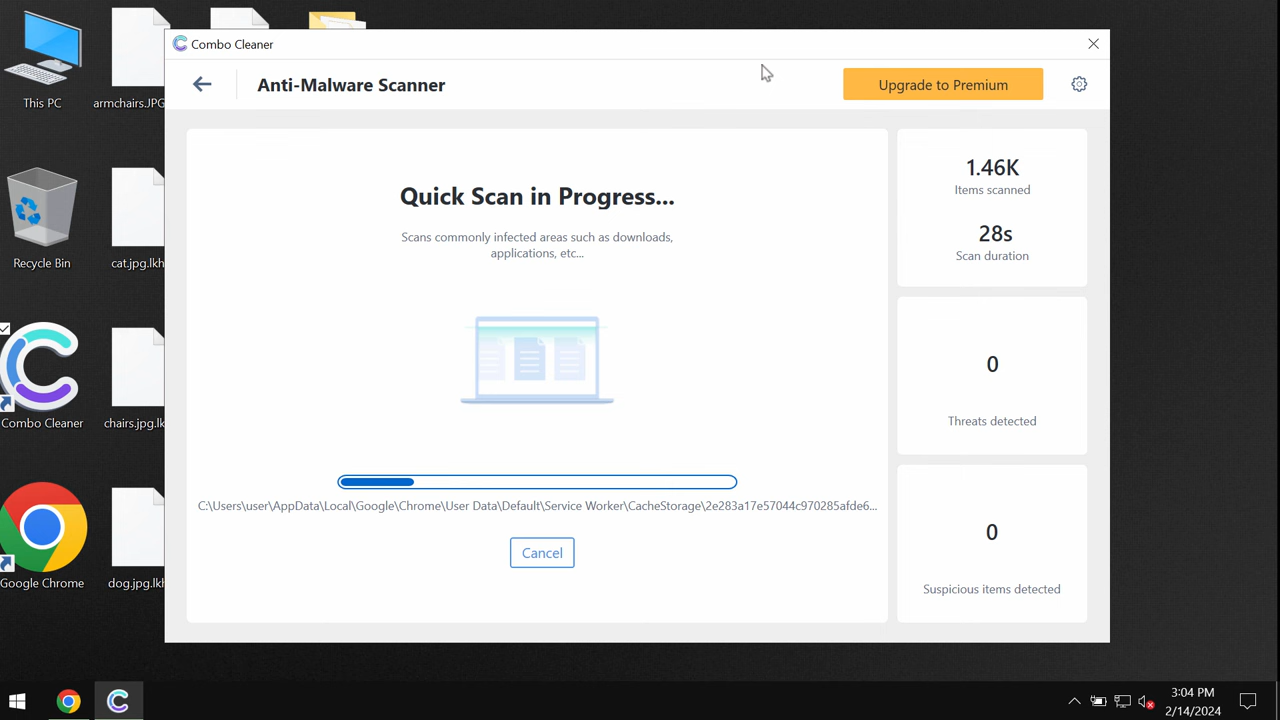 Combo Cleaner
Anti-Malware Scanner
Upgrade to Premium
Quick Scan in Progress...
Scans commonly infected areas such as downloads,
applications, etc...
C:\Users\user\AppData\Local\Google\Chrome\User Data\Default\Service Worker\CacheStorage\2e283a17e57044c970285afde6...
Cancel
1.46K
Items scanned
28s
Scan duration
0
Threats detected
0
Suspicious items detected
This PC
armchairs.JPG
Recycle Bin
cat.jpg.lkh
Combo Cleaner
chairs.jpg.lk
Google Chrome
dog.jpg.lkh
3:04 PM
2/14/2024